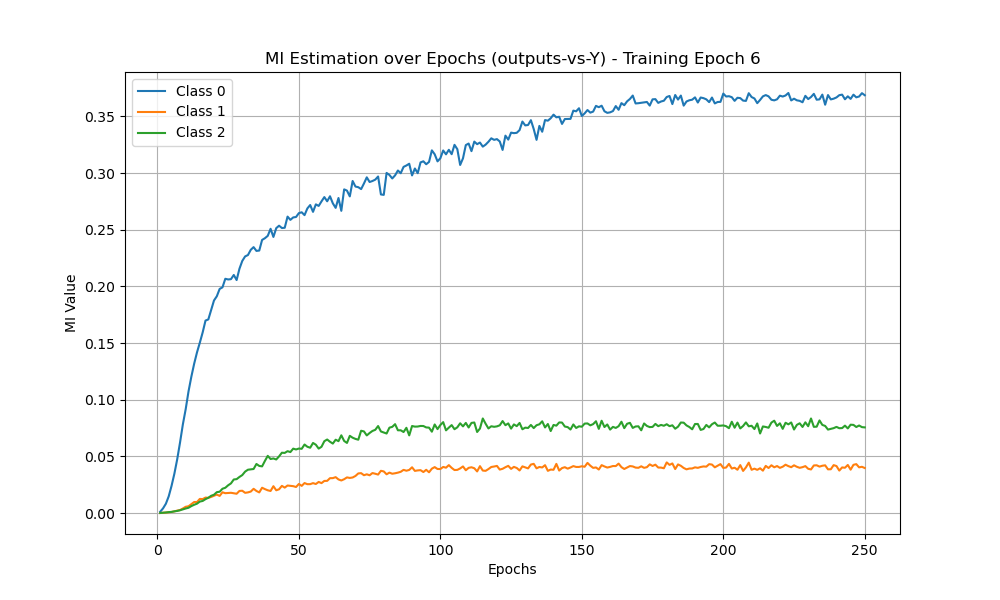 MI Estimation over Epochs (outputs-vs-Y) - Training Epoch 6
Class 0
Class 1
Class 2
MI Value
0.35
0.30
0.25
0.20
0.15
0.10
0.05
0.00
0 50 100 150 200 250
Epochs